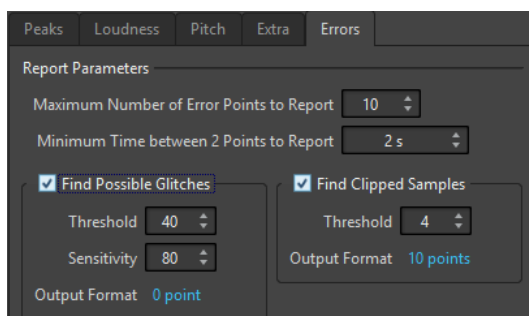 Peaks Loudness Pitch Extra Errors
Report Parameters
Maximum Number of Error Points to Report 10
Minimum Time between 2 Points to Report 2 s
Find Possible Glitches
Threshold 40
Sensitivity 80
Output Format 0 point
Find Clipped Samples
Threshold 4
Output Format 10 points